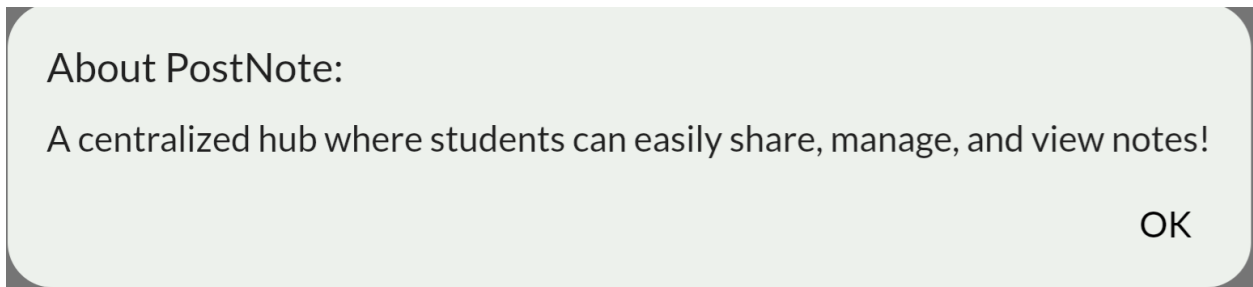 About PostNote:
A centralized hub where students can easily share, manage, and view notes!
OK